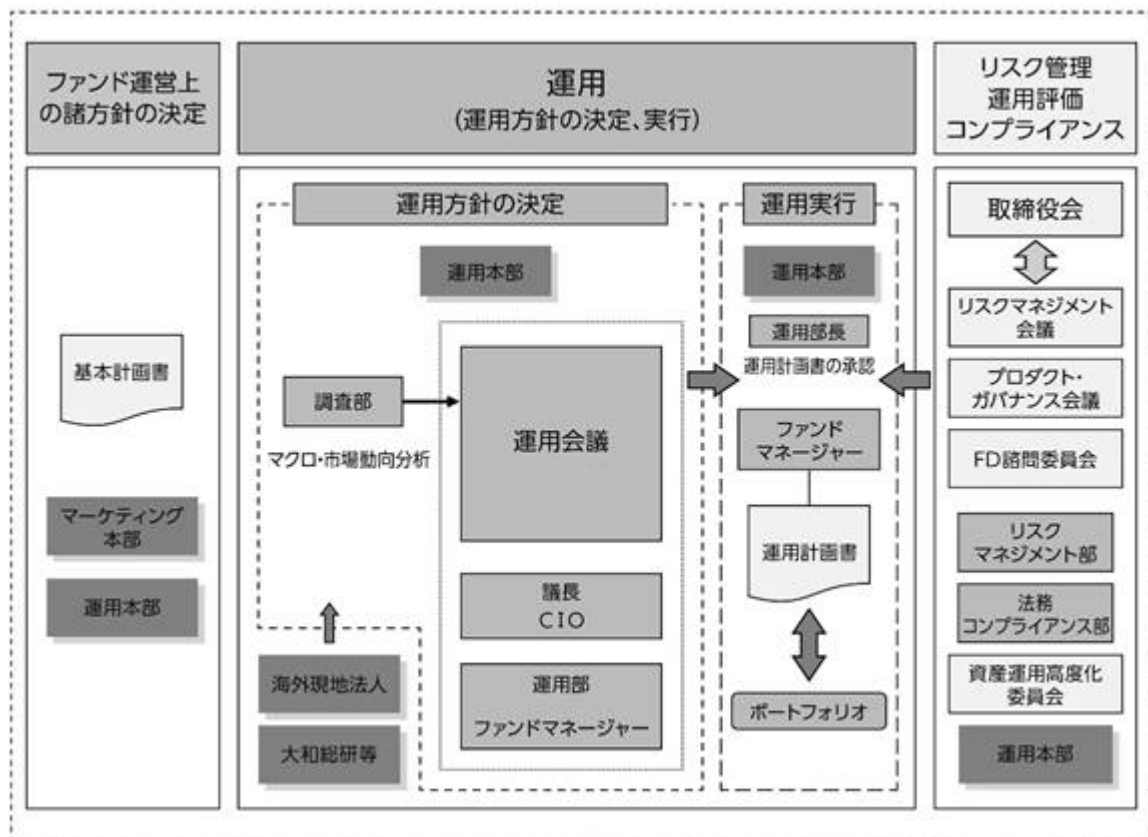 ファンド運営上
の諸方針の決定
運用
(運用方針の決定、実行)
リスク管理
運用評価
コンプライアンス
基本計画書
マーケティング
本部
運用本部
運用方針の決定
運用本部
調査部
マクロ・市場動向分析
運用会議
議長
CIO
運用部
ファンドマネージャー
海外現地法人
大和総研等
運用実行
運用本部
運用部長
運用計画書の承認
ファンド
マネージャー
運用計画書
ポートフォリオ
取締役会
リスクマネジメント
会議
プロダクト・
ガバナンス会議
FD諮問委員会
リスク
マネジメント部
法務
コンプライアンス部
資産運用高度化
委員会
運用本部